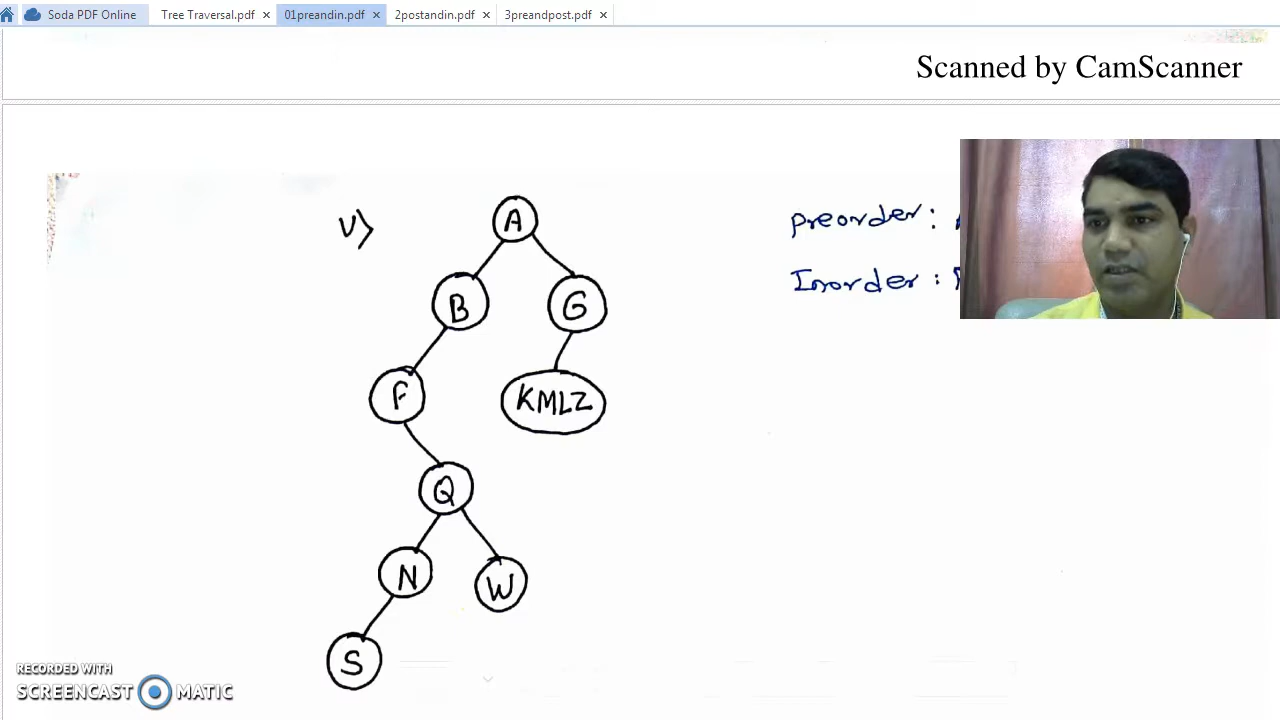 Soda PDF Online Tree Traversal.pdf × 01preandin.pdf × 2postandin.pdf × 3preandpost.pdf ×
Scanned by CamScanner
v)
A
Preorder:
Inorder:
B G
F KMLZ
Q
N W
S
RECORDED WITH
SCREENCAST MATIC